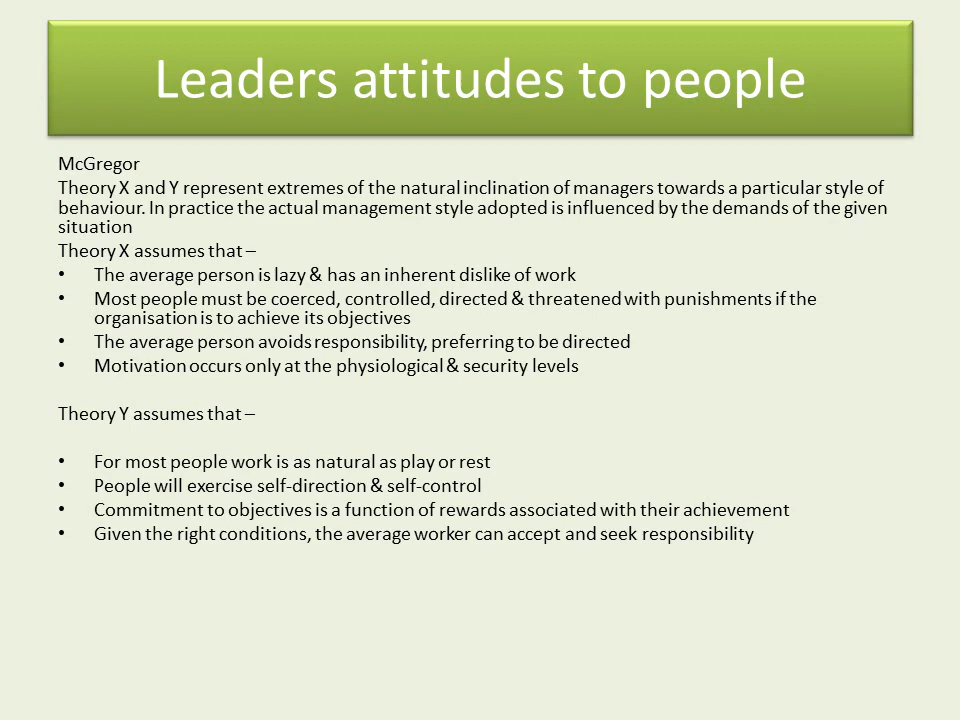 Leaders attitudes to people
McGregor
Theory X and Y represent extremes of the natural inclination of managers towards a particular style of
behaviour. In practice the actual management style adopted is influenced by the demands of the given
situation
Theory X assumes that –
• The average person is lazy & has an inherent dislike of work
• Most people must be coerced, controlled, directed & threatened with punishments if the
organisation is to achieve its objectives
• The average person avoids responsibility, preferring to be directed
• Motivation occurs only at the physiological & security levels
Theory Y assumes that –
• For most people work is as natural as play or rest
• People will exercise self-direction & self-control
• Commitment to objectives is a function of rewards associated with their achievement
• Given the right conditions, the average worker can accept and seek responsibility